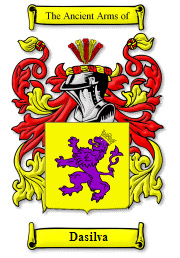 The Ancient Arms of
Dasilva